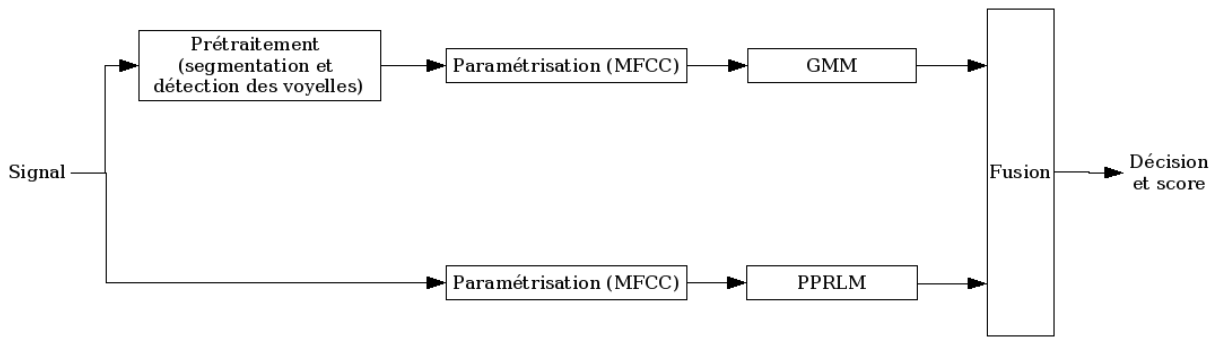 Prétraitement
(segmentation et
détection des voyelles)
Paramétrisation (MFCC)
GMM
Signal
Fusion
Décision
et score
Paramétrisation (MFCC)
PPRLM